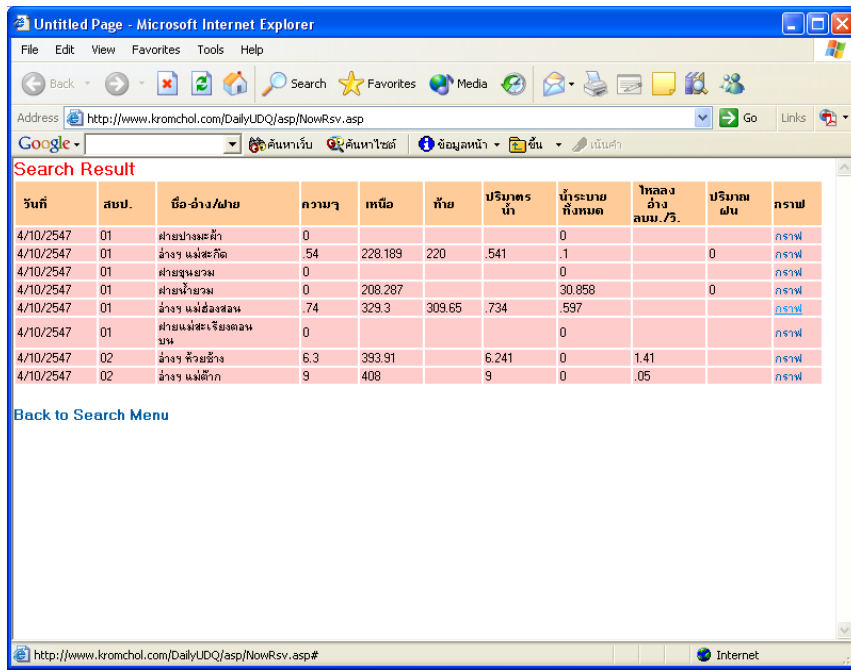 Untitled Page - Microsoft Internet Explorer
File Edit View Favorites Tools Help
Back Search Favorites Media
Address http://www.kromchol.com/DailyUDQ/asp/NowRsv.asp Go Links
Google ค้นหาเว็บ ค้นหาไซต์ ข้อมูลหน้า ขึ้น เน้นคำ
Search Result
วันที่ สชป. ชื่อ-อ่าง/ฝาย ความจุ เหนือ ท้าย ปริมาตรน้ำ น้ำระบายทั้งหมด ไหลลงอ่าง ลบม./วิ. ปริมาณฝน กราฟ
4/10/2547 01 ฝายปางมะผ้า 0 0 กราฟ
4/10/2547 01 อ่างฯ แม่สะกึด .54 228.189 220 .541 .1 0 กราฟ
4/10/2547 01 ฝายขุนยวม 0 0 กราฟ
4/10/2547 01 ฝายน้ำยวม 0 208.287 30.858 0 กราฟ
4/10/2547 01 อ่างฯ แม่ฮ่องสอน .74 329.3 309.65 .734 .597 กราฟ
4/10/2547 01 ฝายแม่สะเรียงตอนบน 0 0 กราฟ
4/10/2547 02 อ่างฯ ห้วยช้าง 6.3 393.91 6.241 0 1.41 กราฟ
4/10/2547 02 อ่างฯ แม่ต๊าก 9 408 9 0 .05 กราฟ
Back to Search Menu
http://www.kromchol.com/DailyUDQ/asp/NowRsv.asp# Internet